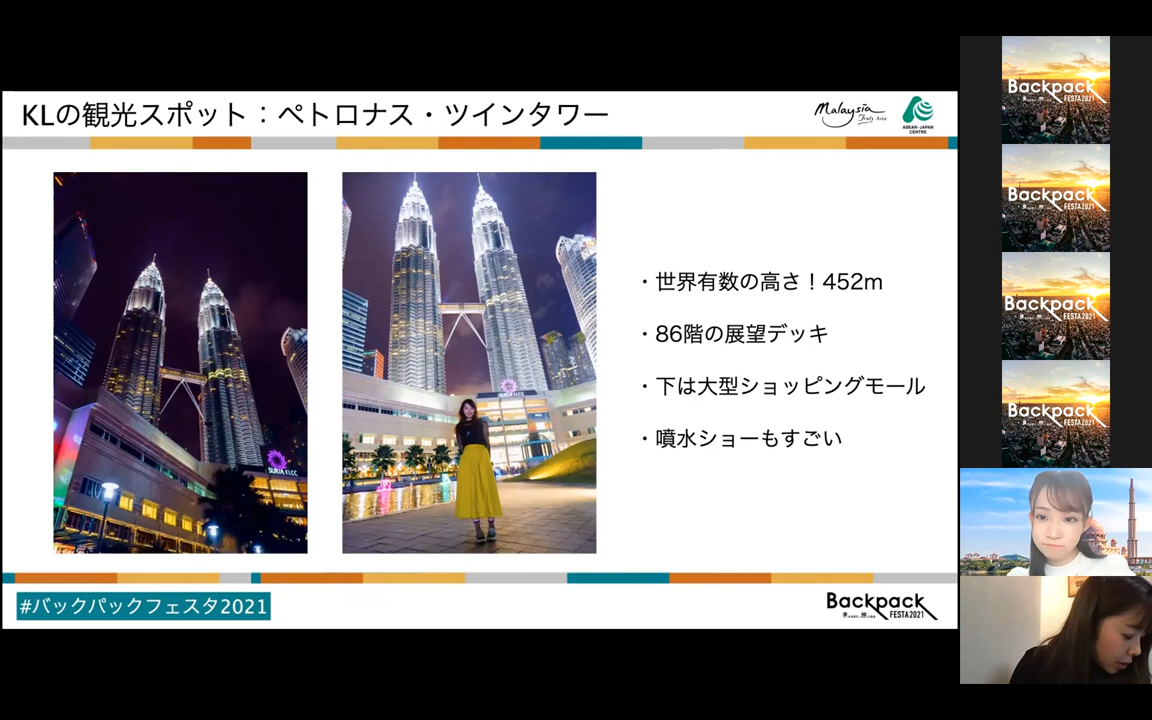 KLの観光スポット：ペトロナス・ツインタワー
Malaysia
Truly Asia
ASEAN-JAPAN
CENTRE
SURIA KLCC
・世界有数の高さ！452m
・86階の展望デッキ
・下は大型ショッピングモール
・噴水ショーもすごい
#バックパックフェスタ2021
Backpack
FESTA2021
Backpack
FESTA2021
Backpack
FESTA2021
Backpack
FESTA2021
Backpack
FESTA2021